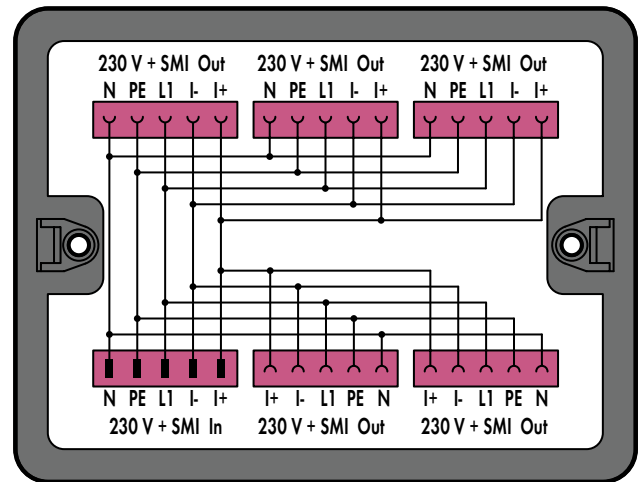 230 V + SMI Out 230 V + SMI Out 230 V + SMI Out
N PE L1 I- I+ N PE L1 I- I+ N PE L1 I- I+
N PE L1 I- I+ I+ I- L1 PE N I+ I- L1 PE N
230 V + SMI In 230 V + SMI Out 230 V + SMI Out